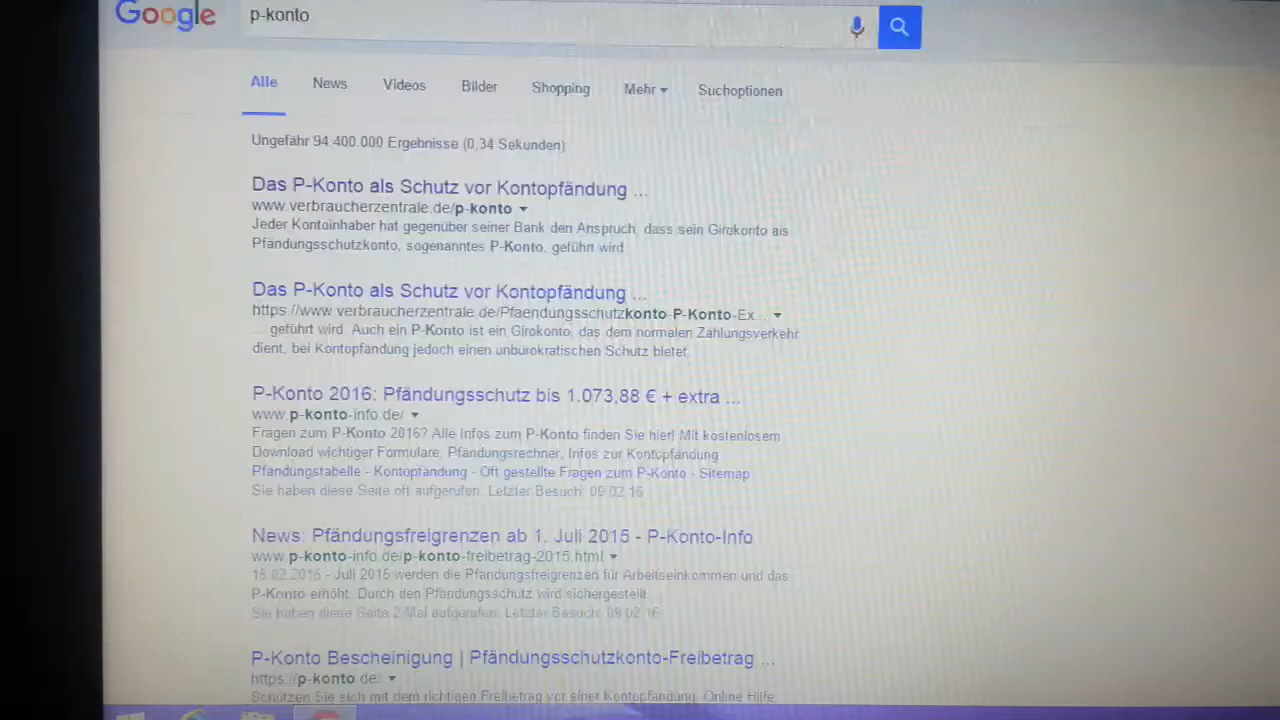 Google
p-konto
Alle News Videos Bilder Shopping Mehr Suchoptionen
Ungefähr 94.400.000 Ergebnisse (0,34 Sekunden)
Das P-Konto als Schutz vor Kontopfändung ...
www.verbraucherzentrale.de/p-konto
Jeder Kontoinhaber hat gegenüber seiner Bank den Anspruch, dass sein Girokonto als
Pfändungsschutzkonto, sogenanntes P-Konto, geführt wird.
Das P-Konto als Schutz vor Kontopfändung ...
https://www.verbraucherzentrale.de/Pfaendungsschutzkonto-P-Konto-Ex...
... geführt wird. Auch ein P-Konto ist ein Girokonto, das dem normalen Zahlungsverkehr
dient, bei Kontopfändung jedoch einen unbürokratischen Schutz bietet.
P-Konto 2016: Pfändungsschutz bis 1.073,88 € + extra ...
www.p-konto-info.de/
Fragen zum P-Konto 2016? Alle Infos zum P-Konto finden Sie hier! Mit kostenlosem
Download wichtiger Formulare, Pfändungsrechner, Infos zur Kontopfändung
Pfändungstabelle - Kontopfändung - Oft gestellte Fragen zum P-Konto - Sitemap
Sie haben diese Seite oft aufgerufen. Letzter Besuch: 09.02.16
News: Pfändungsfreigrenzen ab 1. Juli 2015 - P-Konto-Info
www.p-konto-info.de/p-konto-freibetrag-2015.html
15.02.2016 - Juli 2015 werden die Pfändungsfreigrenzen für Arbeitseinkommen und das
P-Konto erhöht. Durch den Pfändungsschutz wird sichergestellt
Sie haben diese Seite 2 Mal aufgerufen. Letzter Besuch: 09.02.16
P-Konto Bescheinigung | Pfändungsschutzkonto-Freibetrag ...
https://p-konto.de/
Schützen Sie sich mit dem richtigen Freibetrag vor einer Kontopfändung. Online Hilfe